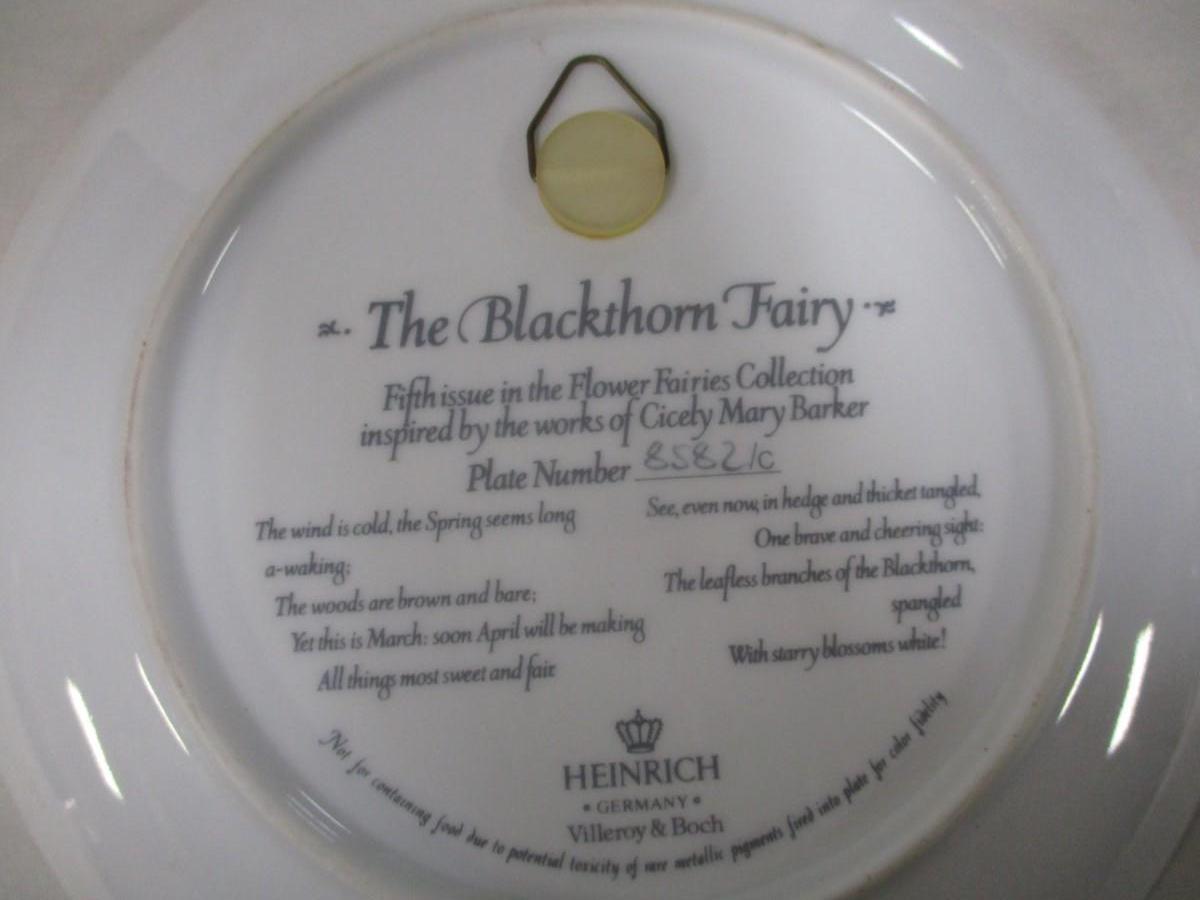 The Blackthorn Fairy
Fifth issue in the Flower Fairies Collection
inspired by the works of Cicely Mary Barker
Plate Number 8582/c
The wind is cold, the Spring seems long
a-waking;
The woods are brown and bare;
Yet this is March: soon April will be making
All things most sweet and fair.
See, even now, in hedge and thicket tangled,
One brave and cheering sight:
The leafless branches of the Blackthorn,
spangled
With starry blossoms white!
HEINRICH
• GERMANY •
Villeroy & Boch
Not for containing food due to potential toxicity of rare metallic pigments fired into plate for color fidelity